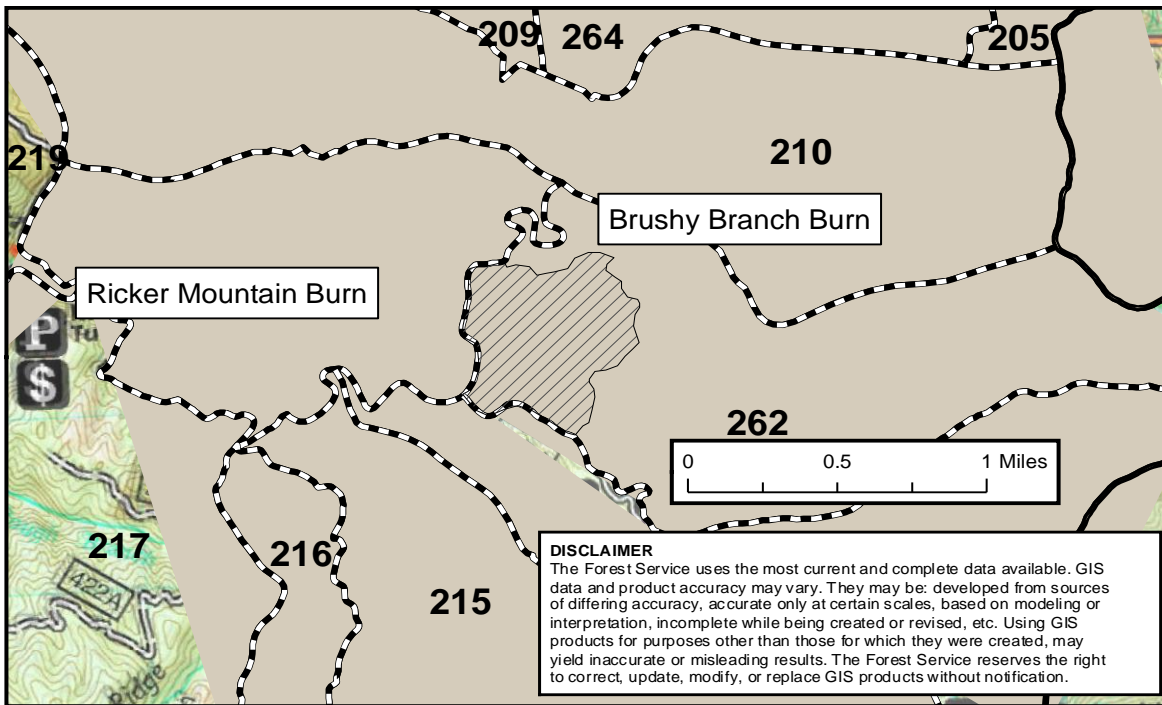 209 264 205
219 210
Brushy Branch Burn
Ricker Mountain Burn
P Tu
$
262
0 0.5 1 Miles
217 216 215
422A
Ridge
DISCLAIMER
The Forest Service uses the most current and complete data available. GIS
data and product accuracy may vary. They may be: developed from sources
of differing accuracy, accurate only at certain scales, based on modeling or
interpretation, incomplete while being created or revised, etc. Using GIS
products for purposes other than those for which they were created, may
yield inaccurate or misleading results. The Forest Service reserves the right
to correct, update, modify, or replace GIS products without notification.